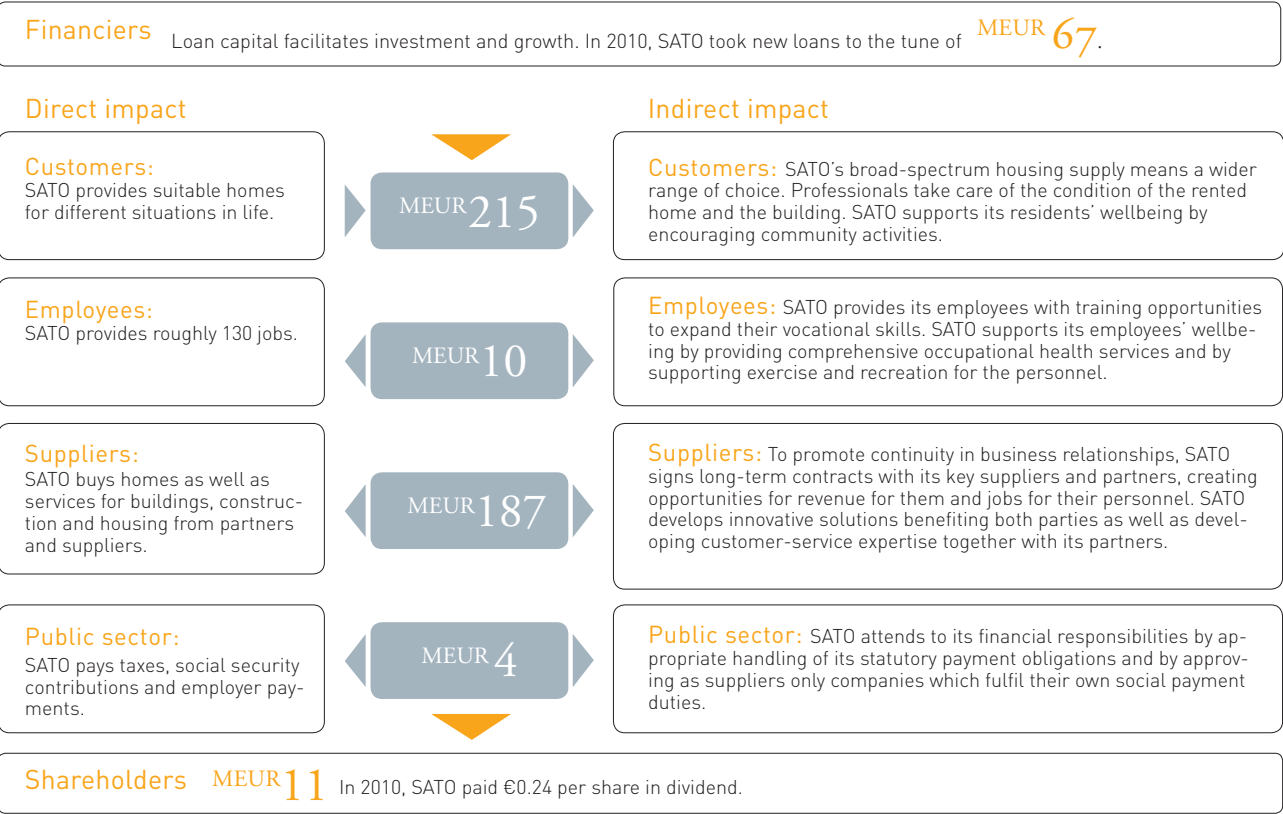 Financiers Loan capital facilitates investment and growth. In 2010, SATO took new loans to the tune of MEUR 67.
Direct impact
Indirect impact
Customers:
SATO provides suitable homes
for different situations in life.
MEUR 215
Customers: SATO's broad-spectrum housing supply means a wider
range of choice. Professionals take care of the condition of the rented
home and the building. SATO supports its residents' wellbeing by
encouraging community activities.
Employees:
SATO provides roughly 130 jobs.
MEUR 10
Employees: SATO provides its employees with training opportunities
to expand their vocational skills. SATO supports its employees' wellbe-
ing by providing comprehensive occupational health services and by
supporting exercise and recreation for the personnel.
Suppliers:
SATO buys homes as well as
services for buildings, construc-
tion and housing from partners
and suppliers.
MEUR 187
Suppliers: To promote continuity in business relationships, SATO
signs long-term contracts with its key suppliers and partners, creating
opportunities for revenue for them and jobs for their personnel. SATO
develops innovative solutions benefiting both parties as well as devel-
oping customer-service expertise together with its partners.
Public sector:
SATO pays taxes, social security
contributions and employer pay-
ments.
MEUR 4
Public sector: SATO attends to its financial responsibilities by ap-
propriate handling of its statutory payment obligations and by approv-
ing as suppliers only companies which fulfil their own social payment
duties.
Shareholders MEUR 11 In 2010, SATO paid €0.24 per share in dividend.